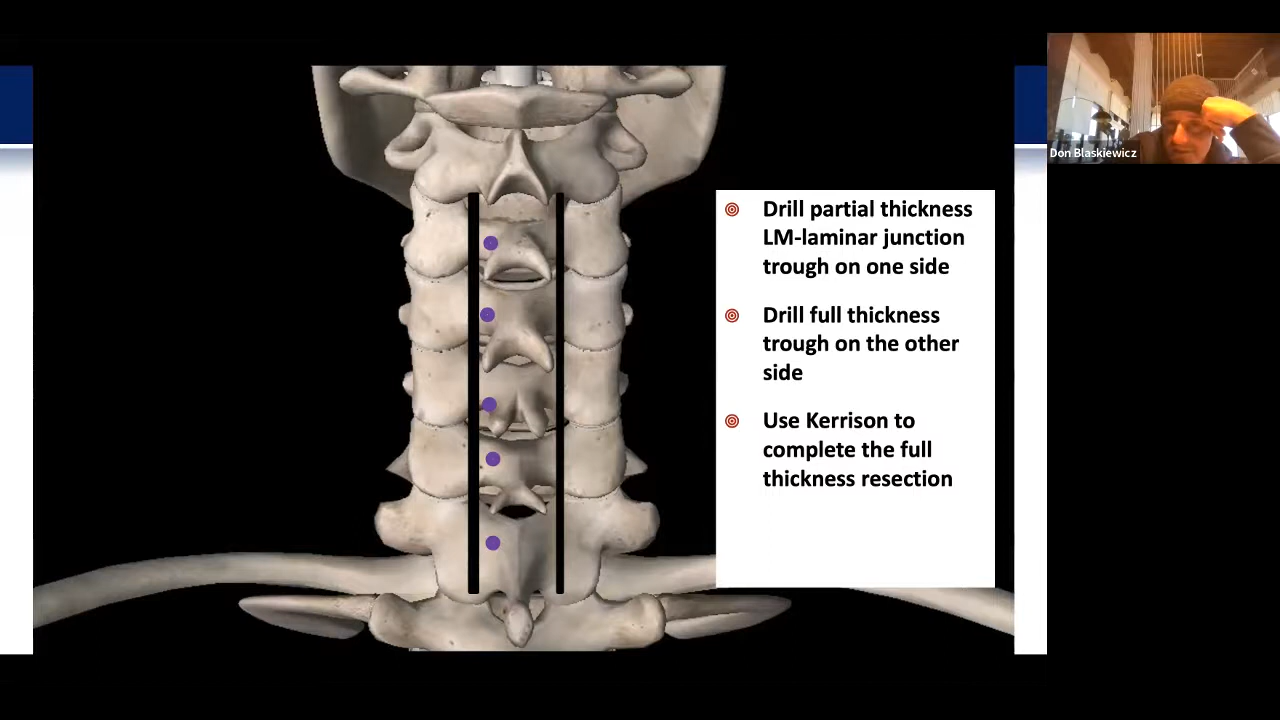 Don Blaskiewicz
Drill partial thickness
LM-laminar junction
trough on one side
Drill full thickness
trough on the other
side
Use Kerrison to
complete the full
thickness resection